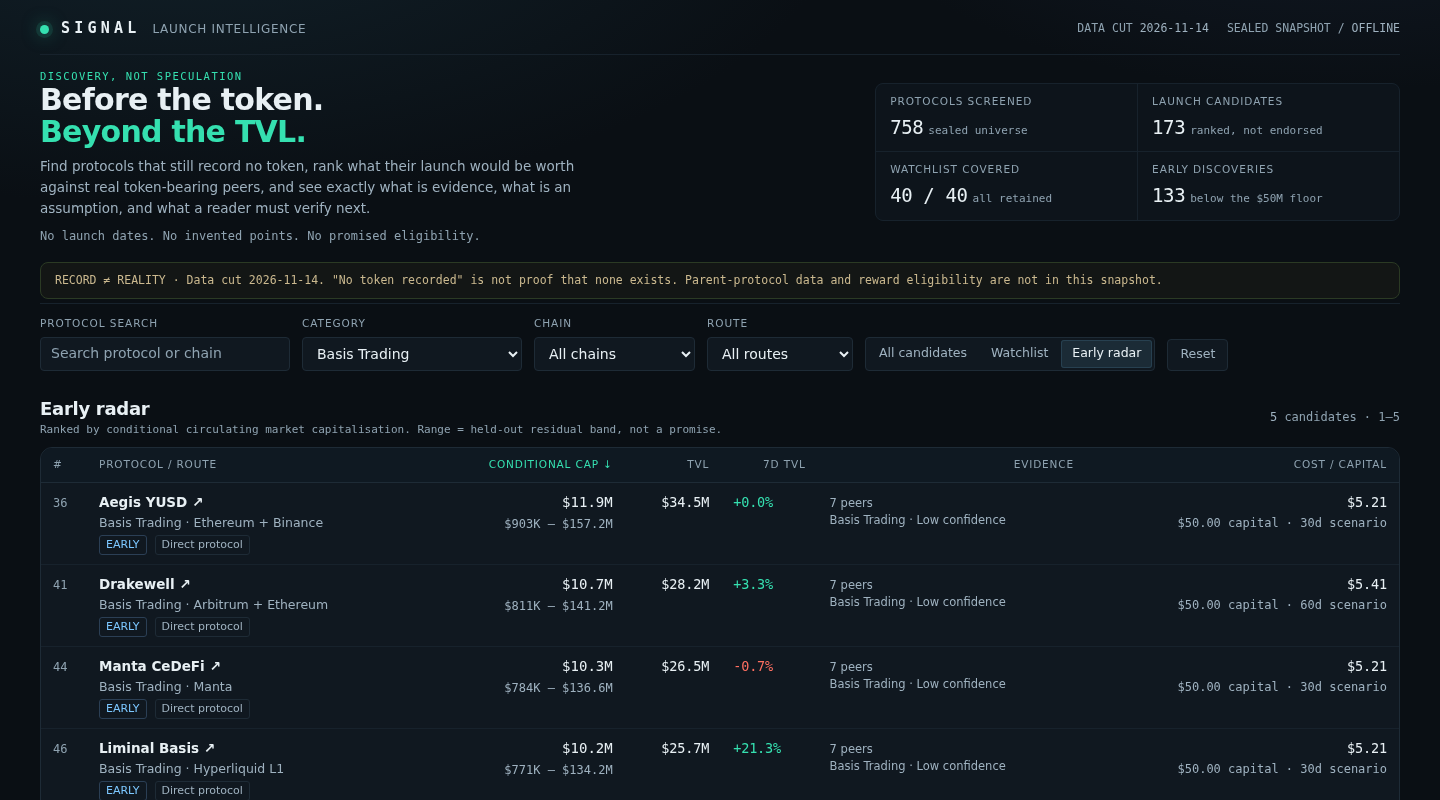 SIGNAL LAUNCH INTELLIGENCE
DATA CUT 2026-11-14 SEALED SNAPSHOT / OFFLINE
DISCOVERY, NOT SPECULATION
Before the token.
Beyond the TVL.
Find protocols that still record no token, rank what their launch would be worth
against real token-bearing peers, and see exactly what is evidence, what is an
assumption, and what a reader must verify next.
No launch dates. No invented points. No promised eligibility.
PROTOCOLS SCREENED
758 sealed universe
LAUNCH CANDIDATES
173 ranked, not endorsed
WATCHLIST COVERED
40 / 40 all retained
EARLY DISCOVERIES
133 below the $50M floor
RECORD ≠ REALITY · Data cut 2026-11-14. "No token recorded" is not proof that none exists. Parent-protocol data and reward eligibility are not in this snapshot.
PROTOCOL SEARCH CATEGORY CHAIN ROUTE
Search protocol or chain Basis Trading All chains All routes All candidates Watchlist Early radar Reset
Early radar
Ranked by conditional circulating market capitalisation. Range = held-out residual band, not a promise.
5 candidates · 1–5
# PROTOCOL / ROUTE CONDITIONAL CAP ↓ TVL 7D TVL EVIDENCE COST / CAPITAL
36 Aegis YUSD ↗ $11.9M $34.5M +0.0% 7 peers $5.21
Basis Trading · Ethereum + Binance $903K – $157.2M Basis Trading · Low confidence $50.00 capital · 30d scenario
EARLY Direct protocol
41 Drakewell ↗ $10.7M $28.2M +3.3% 7 peers $5.41
Basis Trading · Arbitrum + Ethereum $811K – $141.2M Basis Trading · Low confidence $50.00 capital · 60d scenario
EARLY Direct protocol
44 Manta CeDeFi ↗ $10.3M $26.5M -0.7% 7 peers $5.21
Basis Trading · Manta $784K – $136.6M Basis Trading · Low confidence $50.00 capital · 30d scenario
EARLY Direct protocol
46 Liminal Basis ↗ $10.2M $25.7M +21.3% 7 peers $5.21
Basis Trading · Hyperliquid L1 $771K – $134.2M Basis Trading · Low confidence $50.00 capital · 30d scenario
EARLY Direct protocol